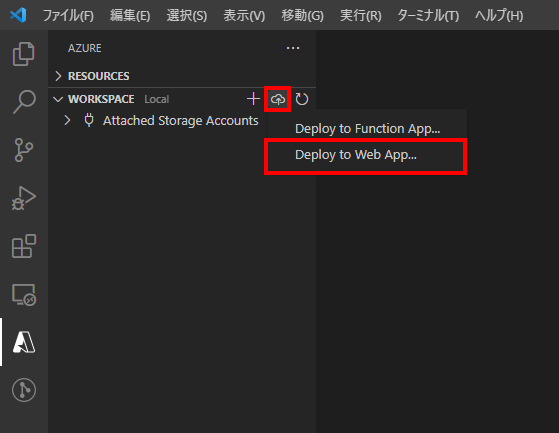 ファイル(F) 編集(E) 選択(S) 表示(V) 移動(G) 実行(R) ターミナル(T) ヘルプ(H)
AZURE
RESOURCES
WORKSPACE Local
Attached Storage Accounts
Deploy to Function App...
Deploy to Web App...